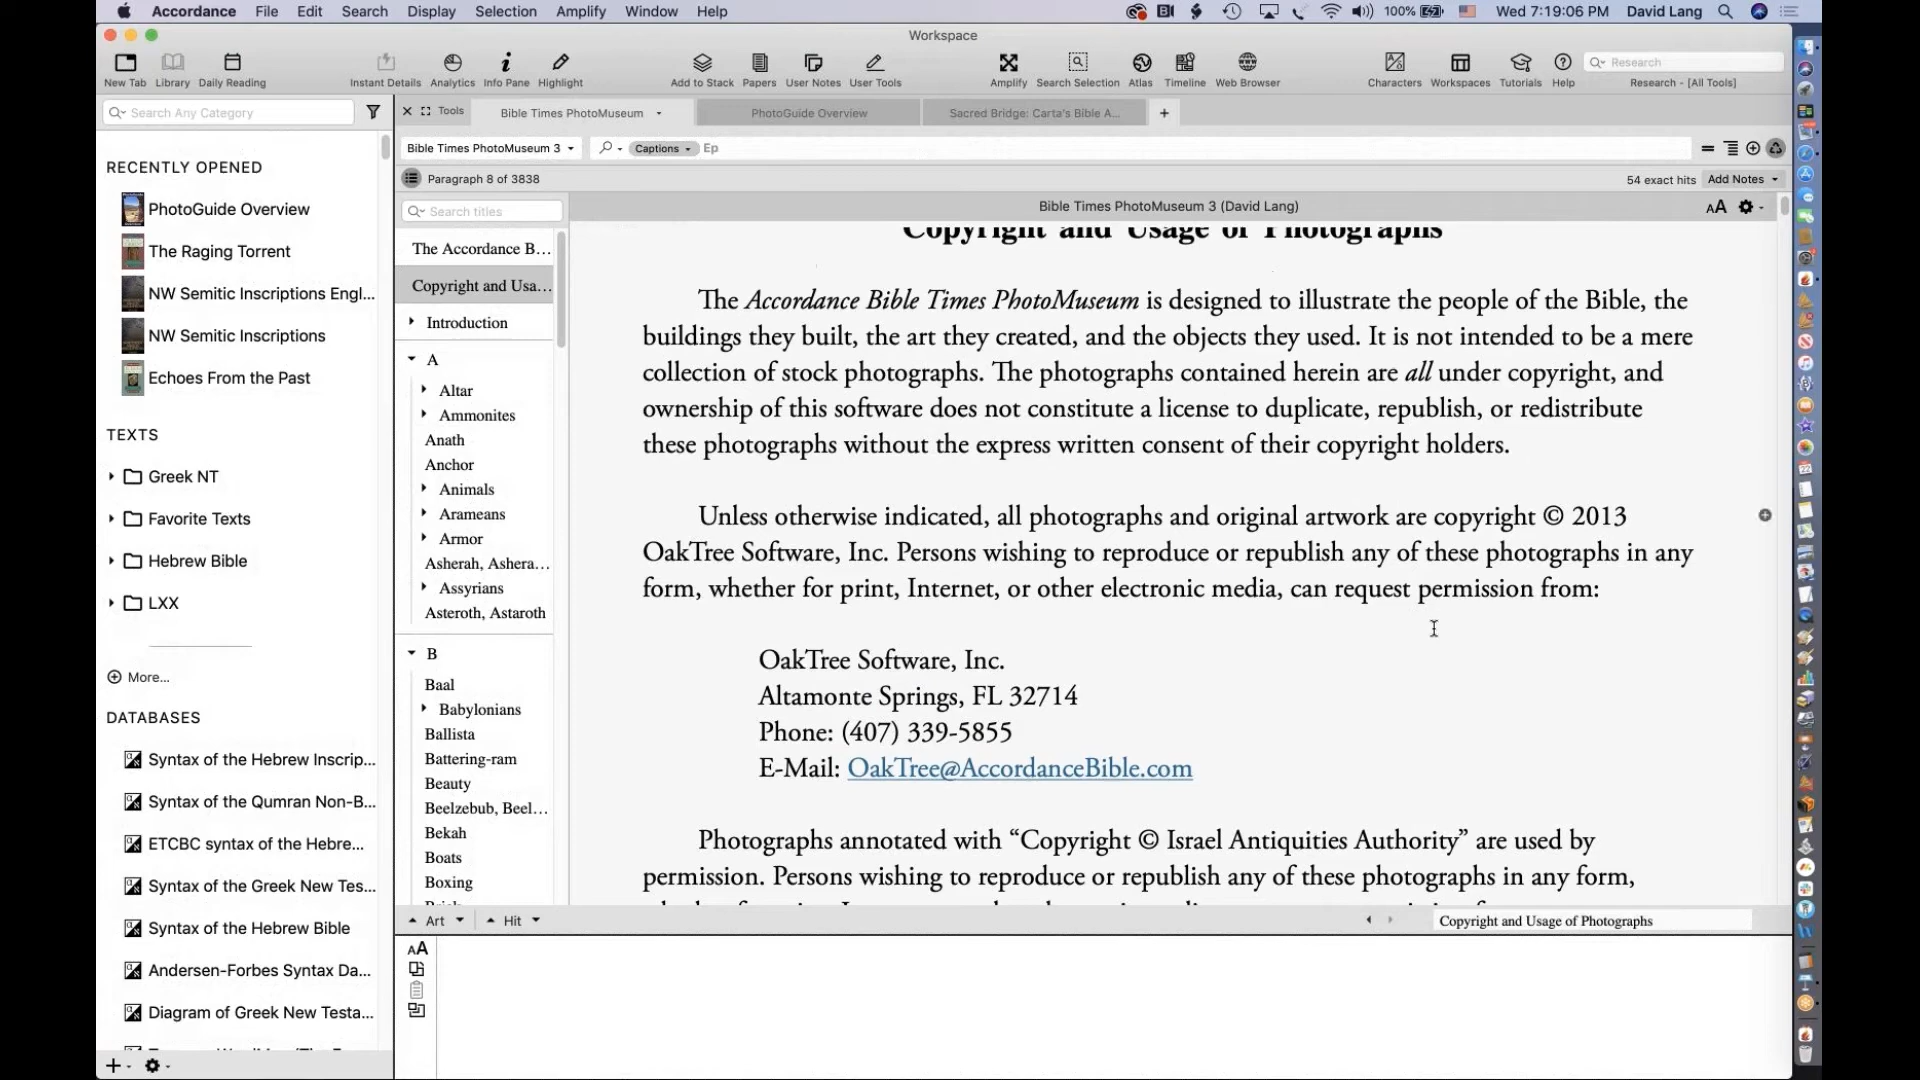 Accordance File Edit Search Display Selection Amplify Window Help
100% Wed 7:19:06 PM David Lang
Workspace
New Tab Library Daily Reading Instant Details Analytics Info Pane Highlight Add to Stack Papers User Notes User Tools Amplify Search Selection Atlas Timeline Web Browser Characters Workspaces Tutorials Help
Research
Research - [All Tools]
Search Any Category
Tools
Bible Times PhotoMuseum
PhotoGuide Overview
Sacred Bridge: Carta's Bible A...
Bible Times PhotoMuseum 3
Captions
Ep
Paragraph 8 of 3838
54 exact hits
Add Notes
RECENTLY OPENED
PhotoGuide Overview
The Raging Torrent
NW Semitic Inscriptions Engl...
NW Semitic Inscriptions
Echoes From the Past
TEXTS
Greek NT
Favorite Texts
Hebrew Bible
LXX
More...
DATABASES
Syntax of the Hebrew Inscrip...
Syntax of the Qumran Non-B...
ETCBC syntax of the Hebre...
Syntax of the Greek New Tes...
Syntax of the Hebrew Bible
Andersen-Forbes Syntax Da...
Diagram of Greek New Testa...
Search titles
The Accordance B...
Copyright and Usa...
Introduction
A
Altar
Ammonites
Anath
Anchor
Animals
Arameans
Armor
Asherah, Ashera...
Assyrians
Asteroth, Astaroth
B
Baal
Babylonians
Ballista
Battering-ram
Beauty
Beelzebub, Beel...
Bekah
Boats
Boxing
Bible Times PhotoMuseum 3 (David Lang)
AA
Copyright and Usage of Photographs
The Accordance Bible Times PhotoMuseum is designed to illustrate the people of the Bible, the
buildings they built, the art they created, and the objects they used. It is not intended to be a mere
collection of stock photographs. The photographs contained herein are all under copyright, and
ownership of this software does not constitute a license to duplicate, republish, or redistribute
these photographs without the express written consent of their copyright holders.
Unless otherwise indicated, all photographs and original artwork are copyright © 2013
OakTree Software, Inc. Persons wishing to reproduce or republish any of these photographs in any
form, whether for print, Internet, or other electronic media, can request permission from:
OakTree Software, Inc.
Altamonte Springs, FL 32714
Phone: (407) 339-5855
E-Mail: OakTree@AccordanceBible.com
Photographs annotated with “Copyright © Israel Antiquities Authority” are used by
permission. Persons wishing to reproduce or republish any of these photographs in any form,
Art Hit
Copyright and Usage of Photographs
AA